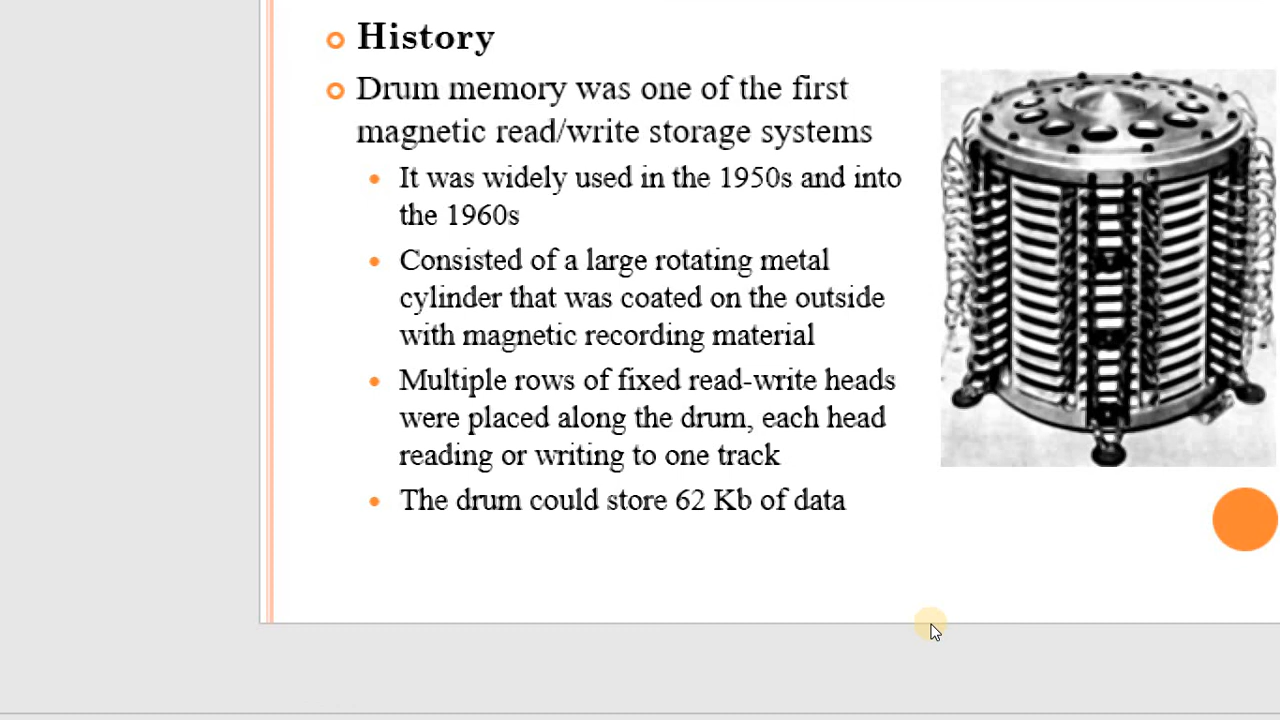 History
Drum memory was one of the first
magnetic read/write storage systems
It was widely used in the 1950s and into
the 1960s
Consisted of a large rotating metal
cylinder that was coated on the outside
with magnetic recording material
Multiple rows of fixed read-write heads
were placed along the drum, each head
reading or writing to one track
The drum could store 62 Kb of data